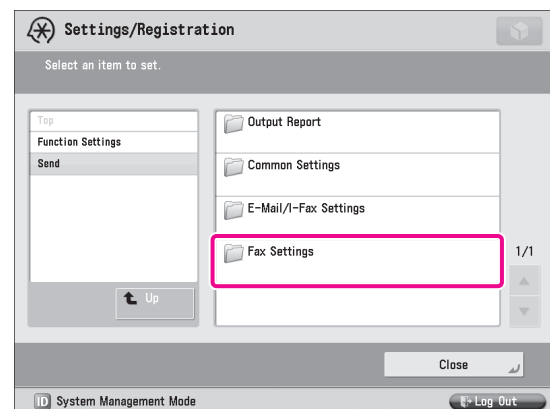 Settings/Registration
Select an item to set.
Top
Function Settings
Send
Up
Output Report
Common Settings
E-Mail/I-Fax Settings
Fax Settings
1/1
Close
ID System Management Mode
Log Out